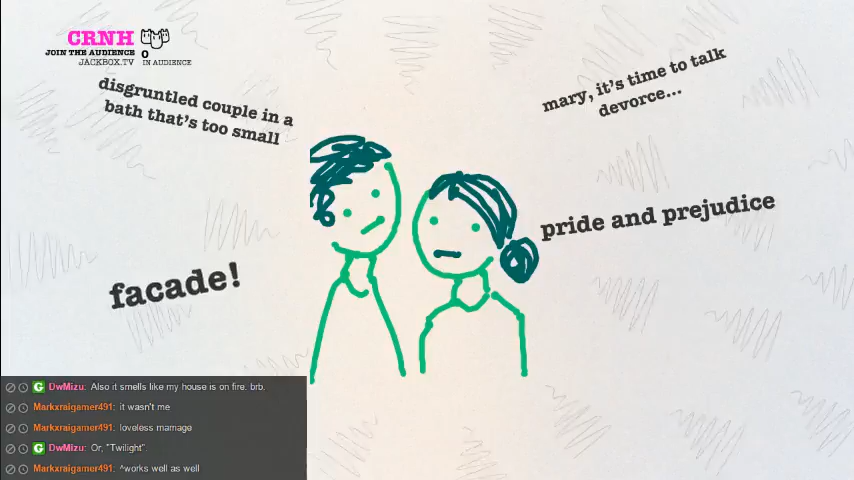 CRNH
JOIN THE AUDIENCE
JACKBOX.TV
0
IN AUDIENCE
disgruntled couple in a
bath that's too small
mary, it's time to talk
devorce...
pride and prejudice
facade!
G DwMizu: Also it smells like my house is on fire. brb.
Markxraigamer491: it wasn't me
Markxraigamer491: loveless mamage
G DwMizu: Or, "Twilight".
Markxraigamer491: ^works well as well